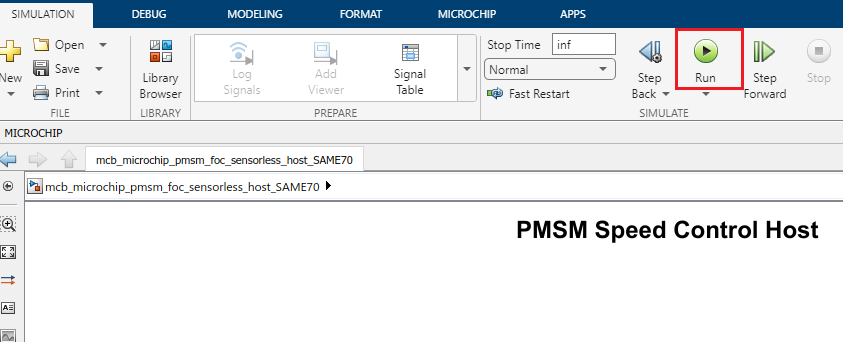 SIMULATION DEBUG MODELING FORMAT MICROCHIP APPS
New
Open
Save
Print
FILE
Library
Browser
LIBRARY
Log
Signals
Add
Viewer
Signal
Table
PREPARE
Stop Time inf
Normal
Fast Restart
Step
Back
Run
Step
Forward
Stop
SIMULATE
MICROCHIP
mcb_microchip_pmsm_foc_sensorless_host_SAME70
mcb_microchip_pmsm_foc_sensorless_host_SAME70
PMSM Speed Control Host